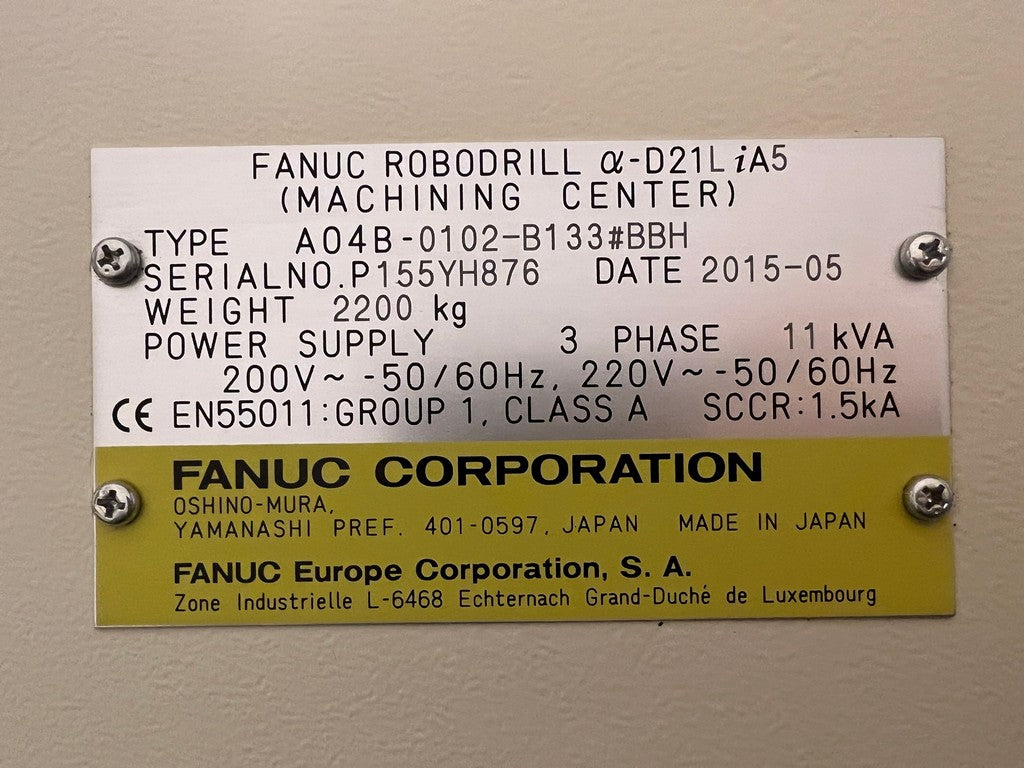 FANUC ROBODRILL α-D21LiA5
(MACHINING CENTER)
TYPE A04B-0102-B133#BBH
SERIAL NO. P155YH876 DATE 2015-05
WEIGHT 2200 kg
POWER SUPPLY 3 PHASE 11 kVA
200V~ -50/60Hz, 220V~ -50/60Hz
CE EN55011:GROUP 1, CLASS A SCCR:1.5kA
FANUC CORPORATION
OSHINO-MURA,
YAMANASHI PREF. 401-0597, JAPAN MADE IN JAPAN
FANUC Europe Corporation, S. A.
Zone Industrielle L-6468 Echternach Grand-Duché de Luxembourg